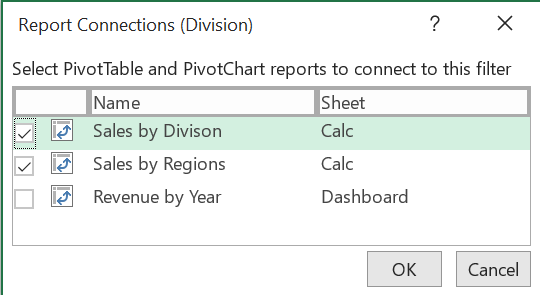 Report Connections (Division) ? ×
Select PivotTable and PivotChart reports to connect to this filter
Name Sheet
Sales by Divison Calc
Sales by Regions Calc
Revenue by Year Dashboard
OK Cancel